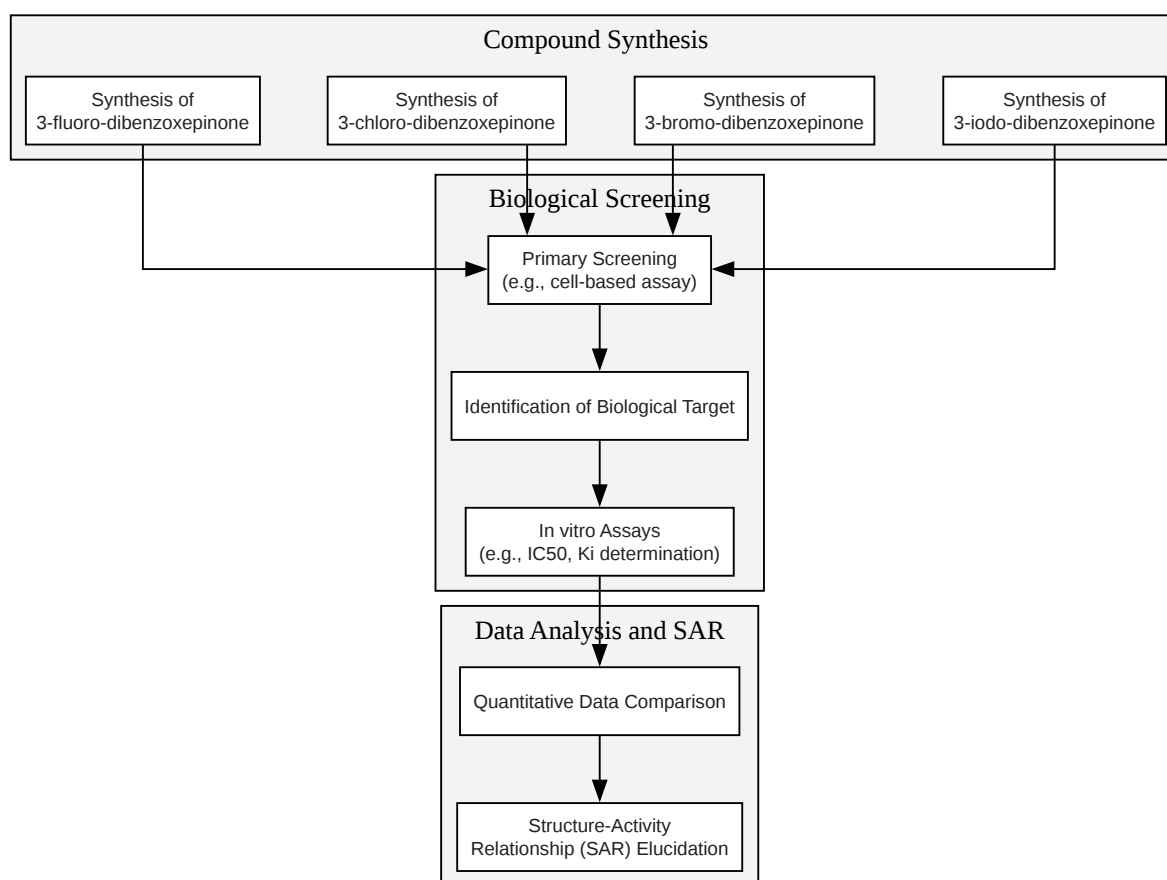 Compound Synthesis
Synthesis of
3-fluoro-dibenzoxepinone
Synthesis of
3-chloro-dibenzoxepinone
Synthesis of
3-bromo-dibenzoxepinone
Synthesis of
3-iodo-dibenzoxepinone
Biological Screening
Primary Screening
(e.g., cell-based assay)
Identification of Biological Target
In vitro Assays
(e.g., IC50, Ki determination)
Data Analysis and SAR
Quantitative Data Comparison
Structure-Activity
Relationship (SAR) Elucidation